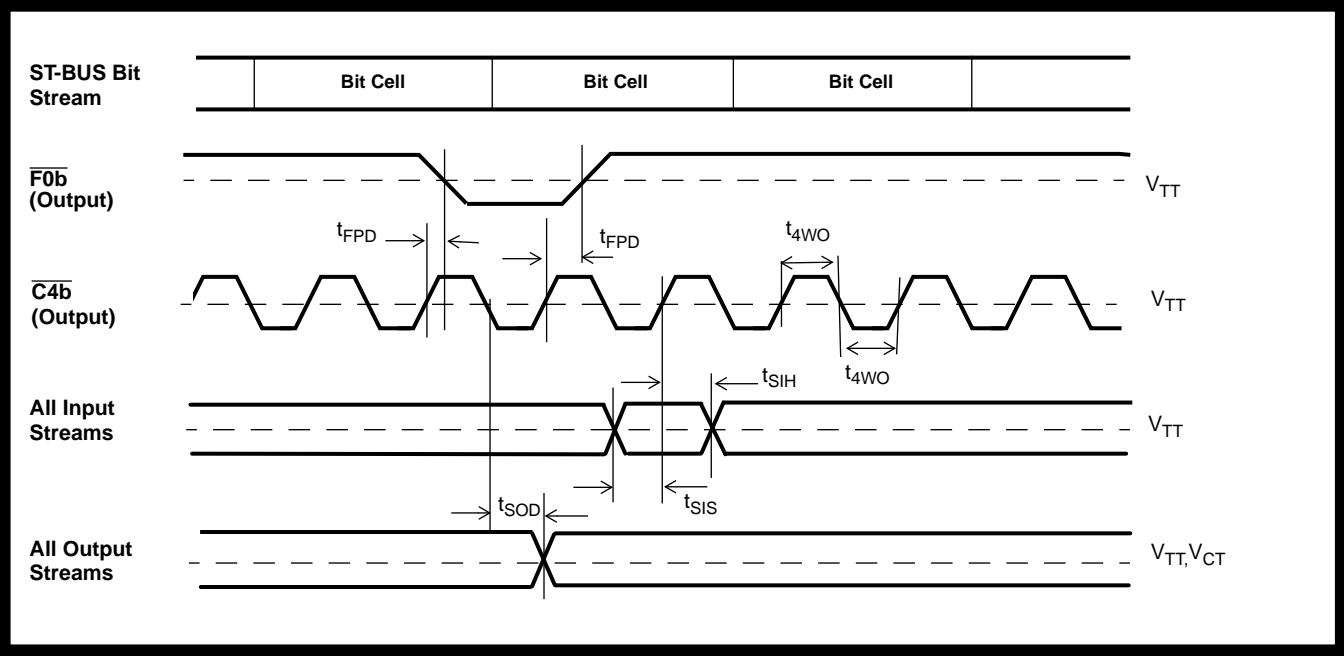 ST-BUS Bit
Stream
Bit Cell Bit Cell Bit Cell
F0b
(Output)
VTT
tFPD
tFPD
t4WO
C4b
(Output)
VTT
t4WO
tSIH
All Input
Streams
VTT
tSIS
tSOD
All Output
Streams
VTT,VCT